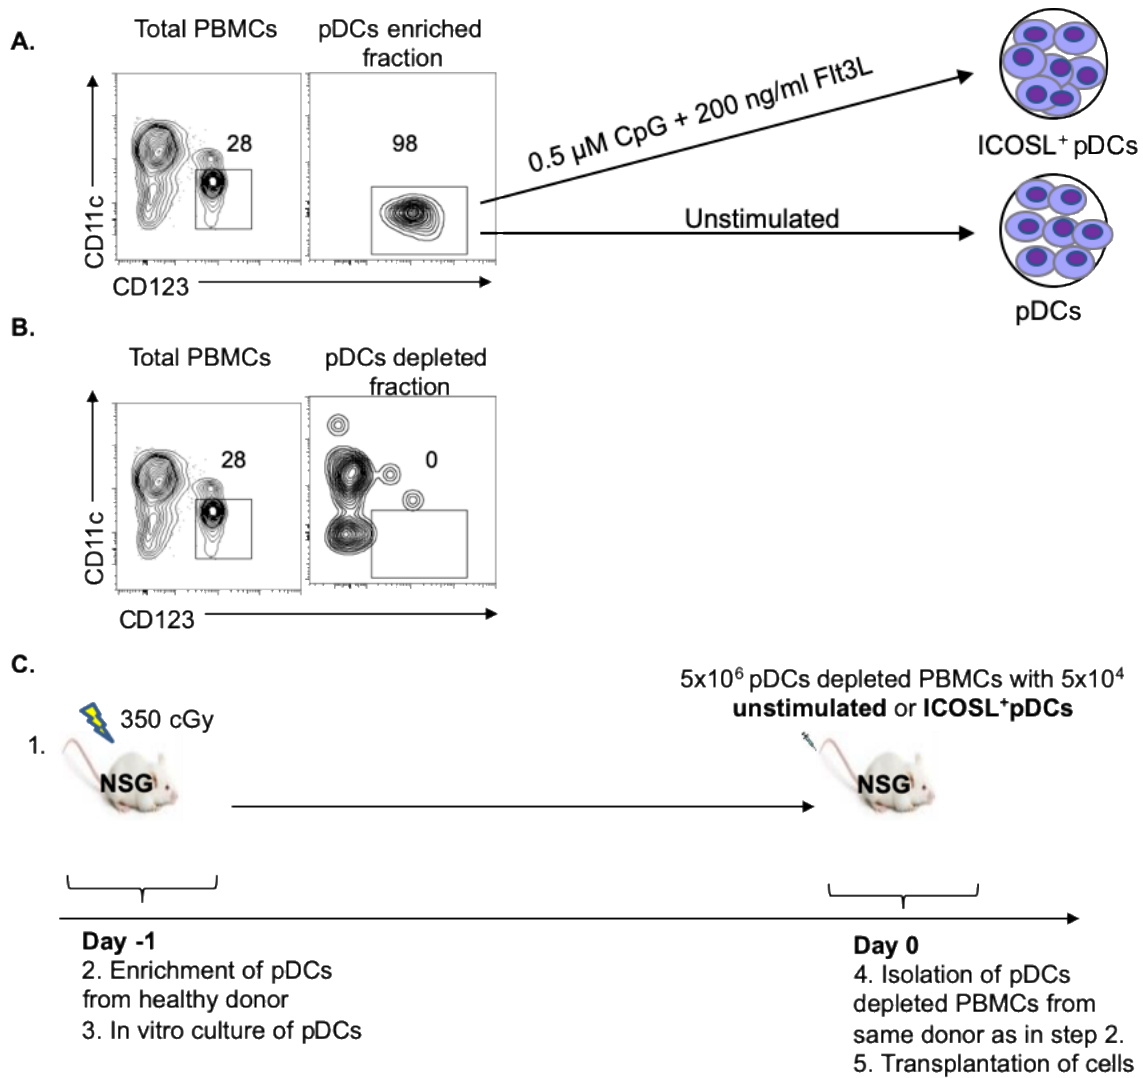 A.
Total PBMCs
pDCs enriched
fraction
28
98
CD11c
CD123
0.5 µM CpG + 200 ng/ml Flt3L
Unstimulated
ICOSL⁺ pDCs
pDCs
B.
Total PBMCs
pDCs depleted
fraction
28
0
CD11c
CD123
C.
1.
350 cGy
NSG
5x10⁶ pDCs depleted PBMCs with 5x10⁴
unstimulated or ICOSL⁺pDCs
NSG
Day -1
2. Enrichment of pDCs
from healthy donor
3. In vitro culture of pDCs
Day 0
4. Isolation of pDCs
depleted PBMCs from
same donor as in step 2.
5. Transplantation of cells